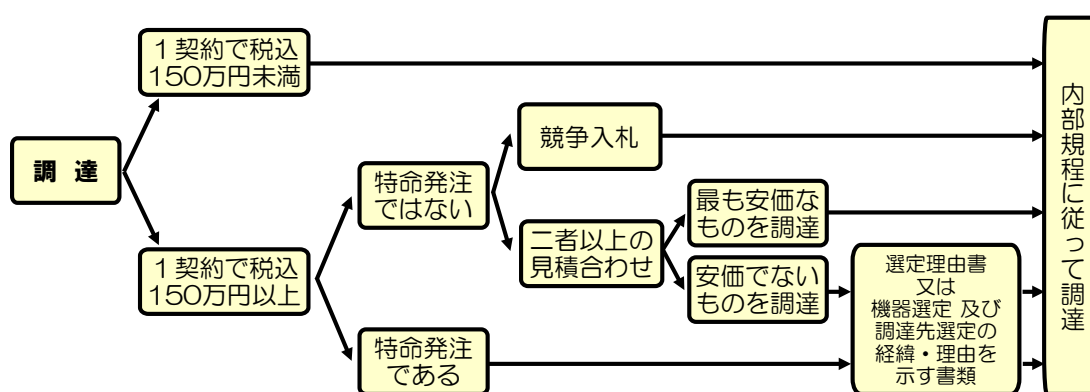 調達
1契約で税込
150万円未満
1契約で税込
150万円以上
特命発注
ではない
特命発注
である
競争入札
二者以上の
見積合わせ
最も安価な
ものを調達
安価でない
ものを調達
選定理由書
又は
機器選定 及び
調達先選定の
経緯・理由を
示す書類
内部規程に従って調達